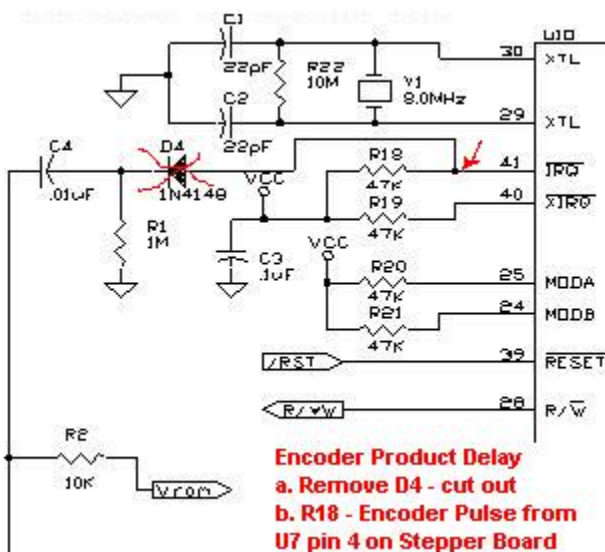 C1
U10
30
XTL
22pF
R22
10M
Y1
8.0MHz
C2
29
XTL
22pF
C4
D4
.01uF
1N4148
VCC
R18
47K
41
IRQ
R19
47K
40
XIRQ
R1
1M
C3
.1uF
VCC
R20
47K
25
MODA
R21
47K
24
MODB
/RST
39
RESET
R/*W
28
R/W
R2
10K
Vrom
Encoder Product Delay
a. Remove D4 - cut out
b. R18 - Encoder Pulse from
U7 pin 4 on Stepper Board